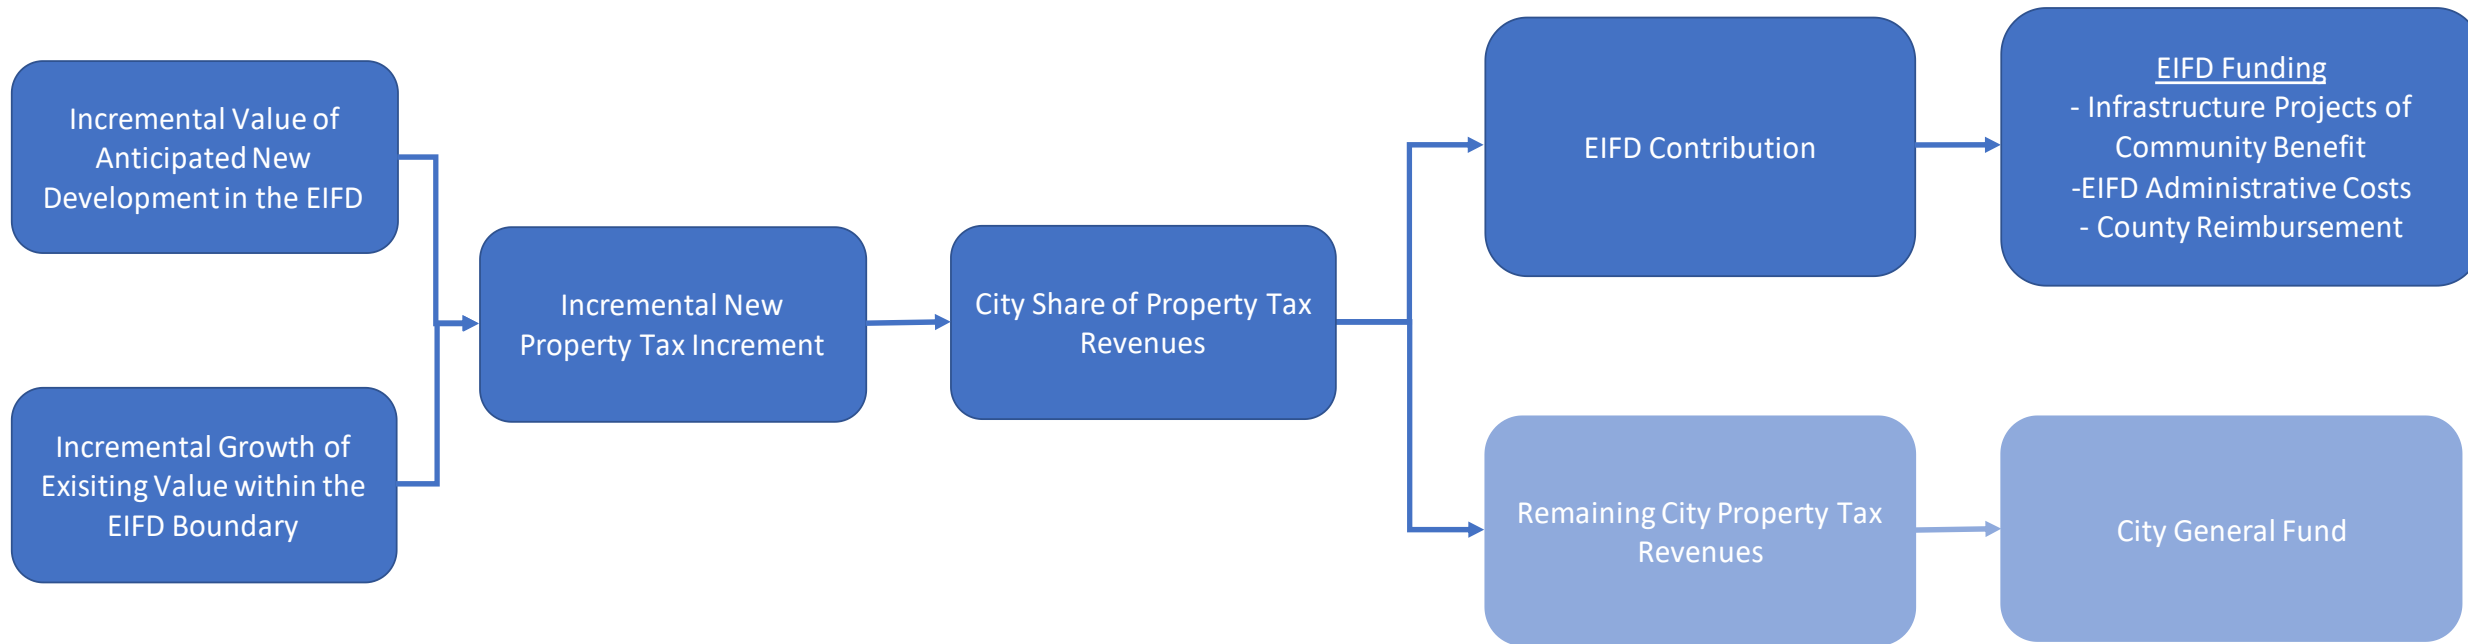 Incremental Value of
Anticipated New
Development in the EIFD
Incremental Growth of
Exisiting Value within the
EIFD Boundary
Incremental New
Property Tax Increment
City Share of Property Tax
Revenues
EIFD Contribution
EIFD Funding
- Infrastructure Projects of
Community Benefit
-EIFD Administrative Costs
- County Reimbursement
Remaining City Property Tax
Revenues
City General Fund